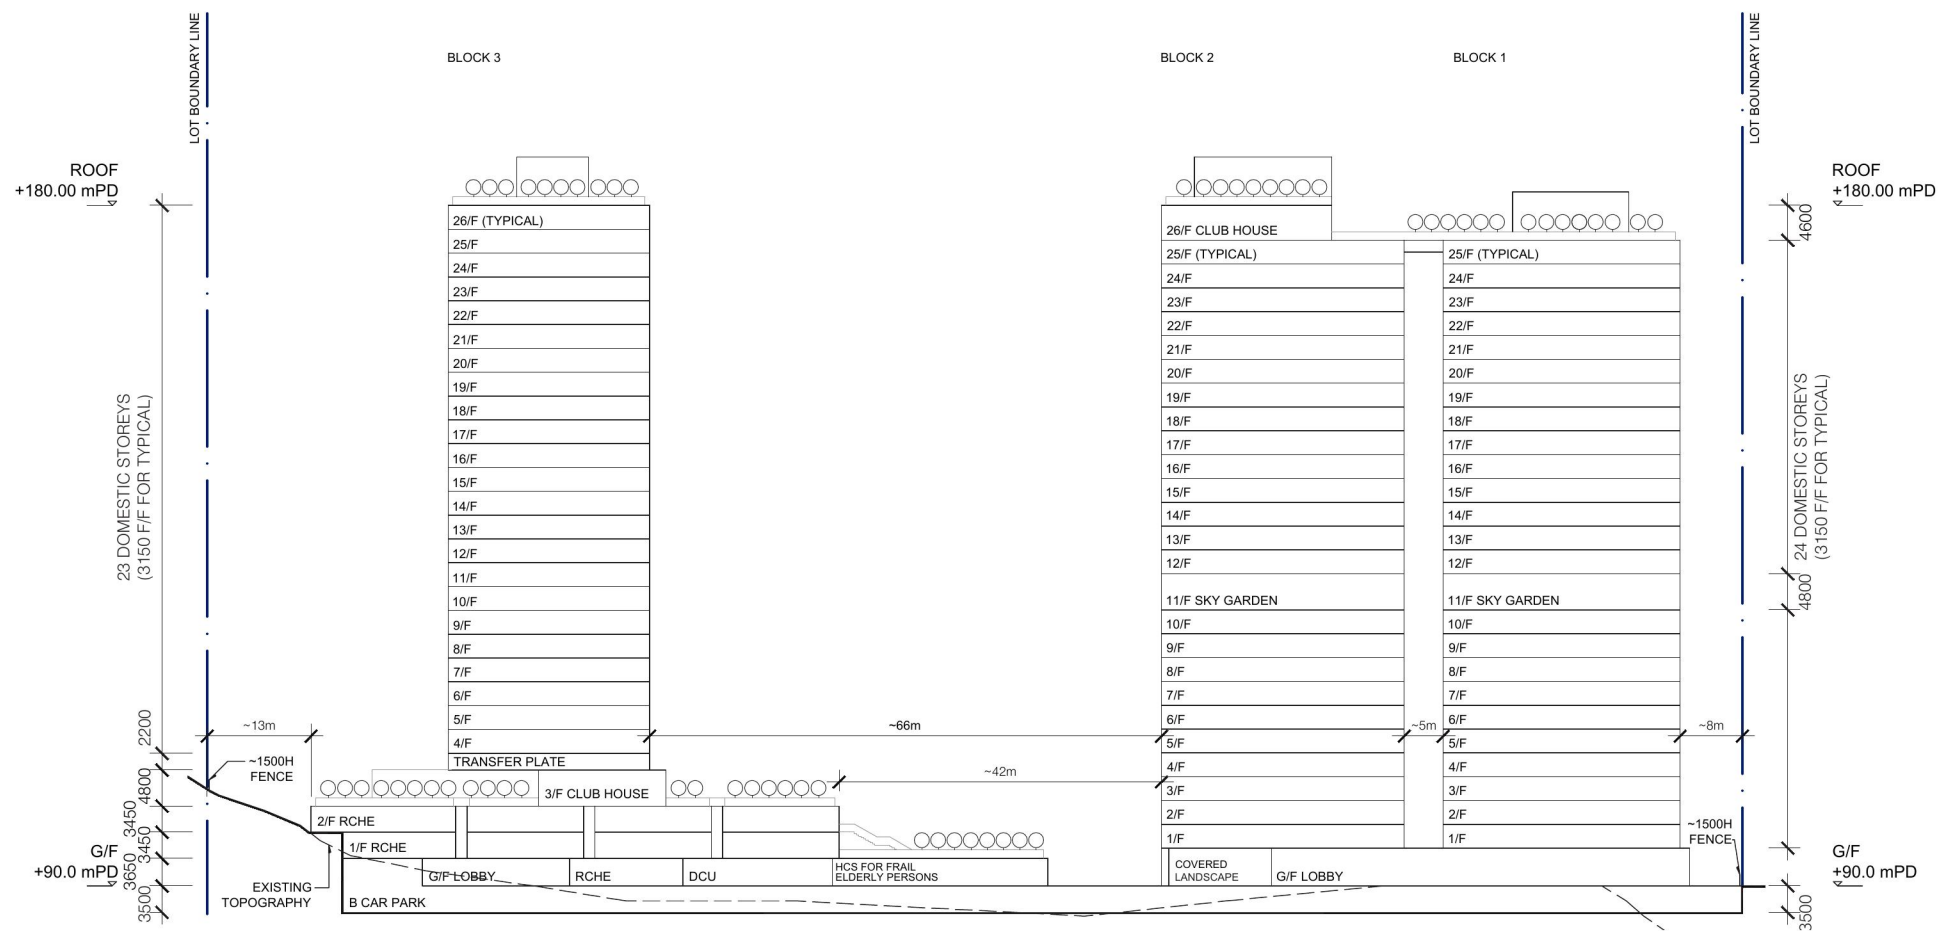 LOT BOUNDARY LINE
BLOCK 3
BLOCK 2
BLOCK 1
LOT BOUNDARY LINE
ROOF
+180.00 mPD
ROOF
+180.00 mPD
23 DOMESTIC STOREYS
(3150 F/F FOR TYPICAL)
2200
4800
3450
3450
3650
3500
G/F
+90.0 mPD
~13m
~1500H
FENCE
EXISTING
TOPOGRAPHY
26/F (TYPICAL)
25/F
24/F
23/F
22/F
21/F
20/F
19/F
18/F
17/F
16/F
15/F
14/F
13/F
12/F
11/F
10/F
9/F
8/F
7/F
6/F
5/F
4/F
TRANSFER PLATE
3/F CLUB HOUSE
2/F RCHE
1/F RCHE
G/F LOBBY
RCHE
DCU
HCS FOR FRAIL
ELDERLY PERSONS
B CAR PARK
~66m
~42m
26/F CLUB HOUSE
25/F (TYPICAL)
24/F
23/F
22/F
21/F
20/F
19/F
18/F
17/F
16/F
15/F
14/F
13/F
12/F
11/F SKY GARDEN
10/F
9/F
8/F
7/F
6/F
5/F
4/F
3/F
2/F
1/F
COVERED
LANDSCAPE
G/F LOBBY
~5m
25/F (TYPICAL)
24/F
23/F
22/F
21/F
20/F
19/F
18/F
17/F
16/F
15/F
14/F
13/F
12/F
11/F SKY GARDEN
10/F
9/F
8/F
7/F
6/F
5/F
4/F
3/F
2/F
1/F
~8m
~1500H
FENCE
4600
24 DOMESTIC STOREYS
(3150 F/F FOR TYPICAL)
4800
G/F
+90.0 mPD
3500